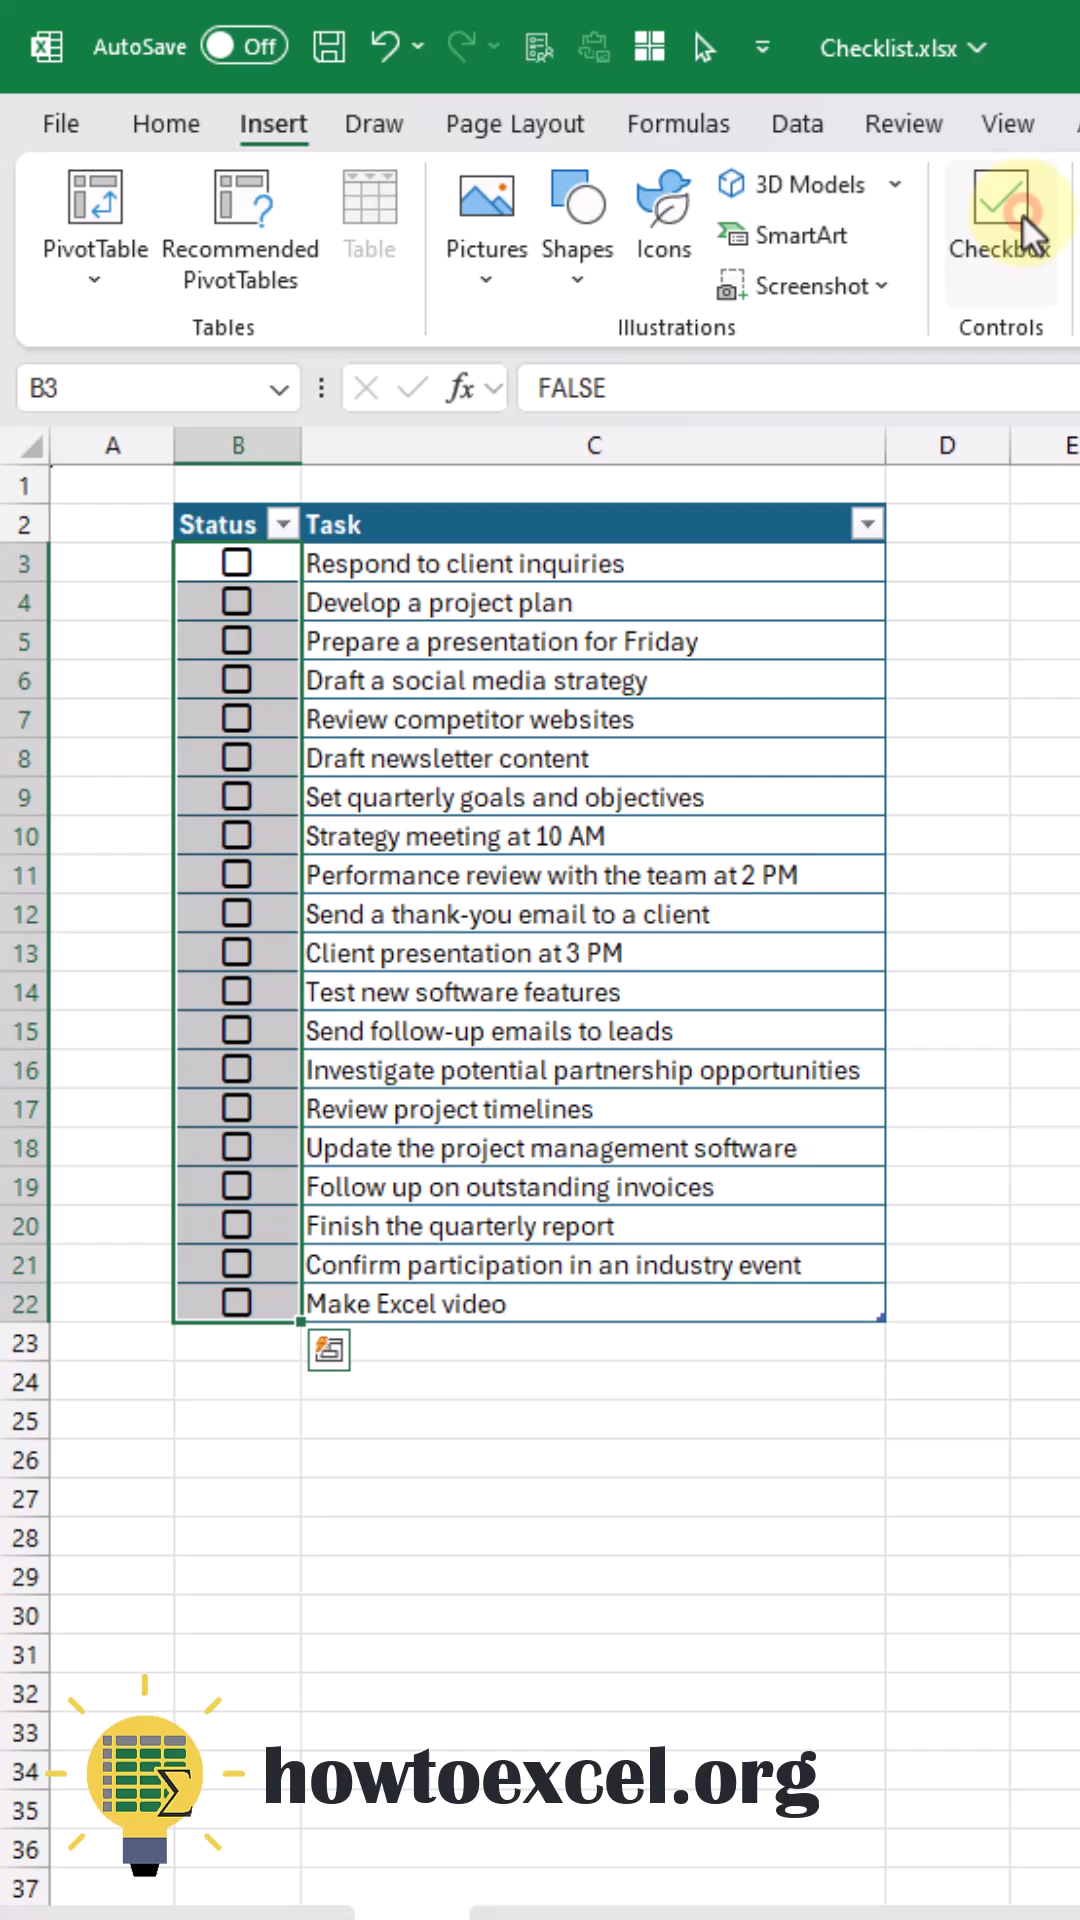 AutoSave Off Checklist.xlsx
File Home Insert Draw Page Layout Formulas Data Review View
PivotTable Recommended PivotTables Table Pictures Shapes Icons 3D Models SmartArt Screenshot Checkbox
Tables Illustrations Controls
B3 fx FALSE
A B C D E
1
2 Status Task
3 Respond to client inquiries
4 Develop a project plan
5 Prepare a presentation for Friday
6 Draft a social media strategy
7 Review competitor websites
8 Draft newsletter content
9 Set quarterly goals and objectives
10 Strategy meeting at 10 AM
11 Performance review with the team at 2 PM
12 Send a thank-you email to a client
13 Client presentation at 3 PM
14 Test new software features
15 Send follow-up emails to leads
16 Investigate potential partnership opportunities
17 Review project timelines
18 Update the project management software
19 Follow up on outstanding invoices
20 Finish the quarterly report
21 Confirm participation in an industry event
22 Make Excel video
23
24
25
26
27
28
29
30
31
32
33
34
35
36
37
Σ
howtoexcel.org